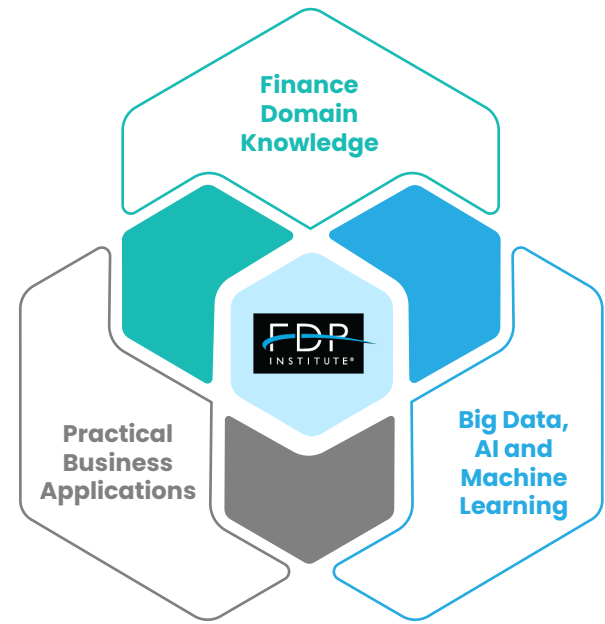 Finance
Domain
Knowledge
FDP
INSTITUTE®
Practical
Business
Applications
Big Data,
AI and
Machine
Learning